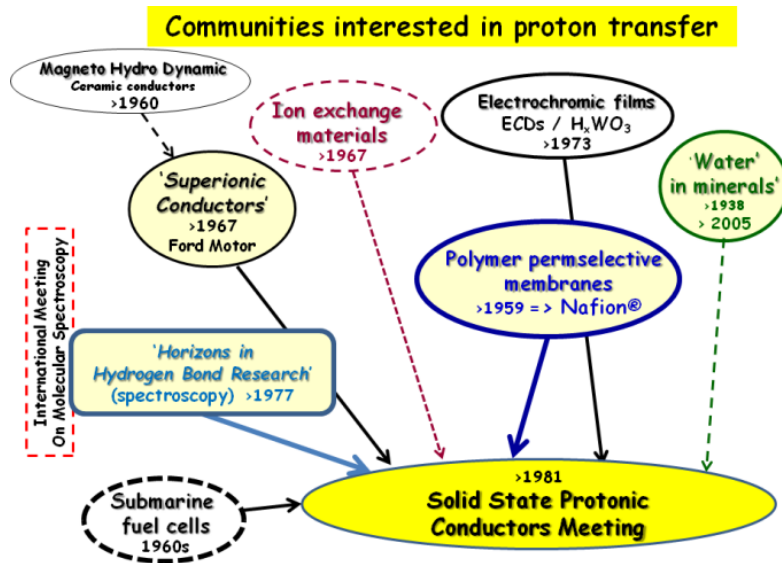 Communities interested in proton transfer
Magneto Hydro Dynamic
Ceramic conductors
>1960
Ion exchange
materials
>1967
Electrochromic films
ECDs / HₓWO₃
>1973
'Water'
in minerals'
>1938
> 2005
'Superionic
Conductors'
>1967
Ford Motor
Polymer permselective
membranes
>1959 = > Nafion®
International Meeting
On Molecular Spectroscopy
'Horizons in
Hydrogen Bond Research'
(spectroscopy) >1977
>1981
Solid State Protonic
Conductors Meeting
Submarine
fuel cells
1960s